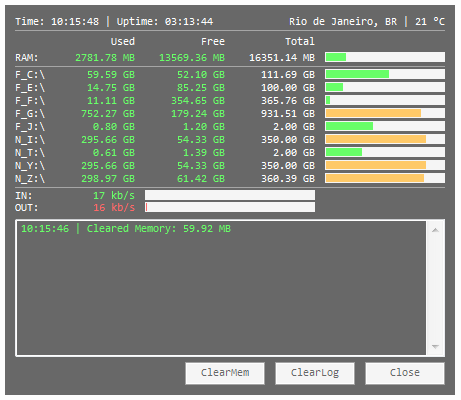 Time: 10:15:48 | Uptime: 03:13:44 Rio de Janeiro, BR | 21 ºC
Used Free Total
RAM: 2781.78 MB 13569.36 MB 16351.14 MB
F_C:\ 59.59 GB 52.10 GB 111.69 GB
F_E:\ 14.75 GB 85.25 GB 100.00 GB
F_F:\ 11.11 GB 354.65 GB 365.76 GB
F_G:\ 752.27 GB 179.24 GB 931.51 GB
F_J:\ 0.80 GB 1.20 GB 2.00 GB
N_I:\ 295.66 GB 54.33 GB 350.00 GB
N_T:\ 0.61 GB 1.39 GB 2.00 GB
N_Y:\ 295.66 GB 54.33 GB 350.00 GB
N_Z:\ 298.97 GB 61.42 GB 360.39 GB
IN: 17 kb/s
OUT: 16 kb/s
10:15:46 | Cleared Memory: 59.92 MB
ClearMem ClearLog Close